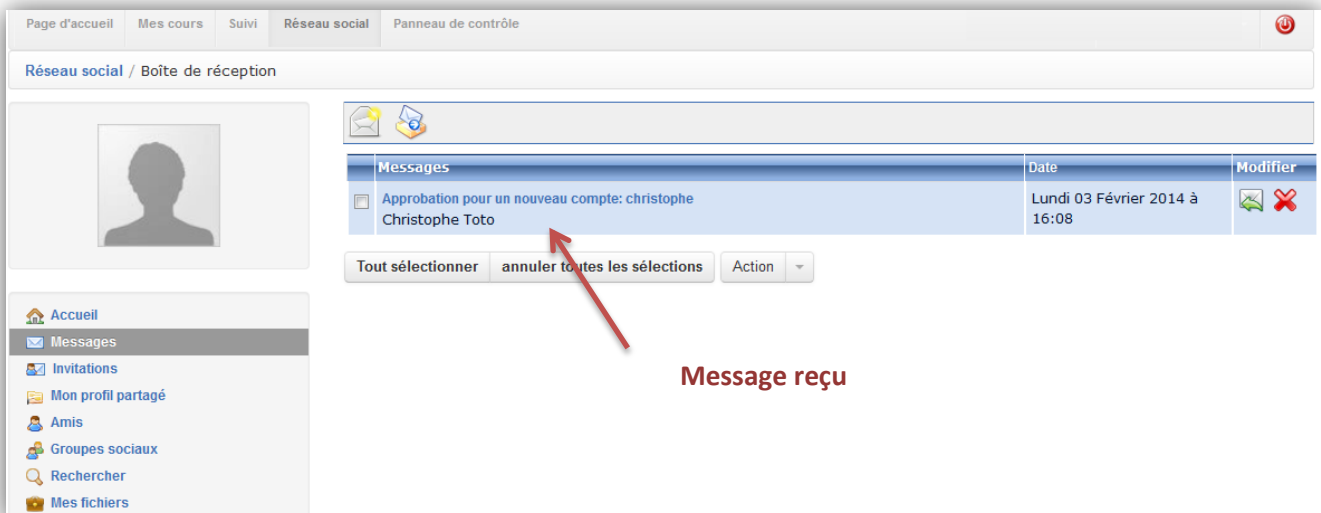 Page d'accueil Mes cours Suivi Réseau social Panneau de contrôle
Réseau social / Boîte de réception
Messages Date Modifier
Approbation pour un nouveau compte: christophe Lundi 03 Février 2014 à
Christophe Toto 16:08
Tout sélectionner annuler toutes les sélections Action
Accueil
Messages
Invitations
Message reçu
Mon profil partagé
Amis
Groupes sociaux
Rechercher
Mes fichiers